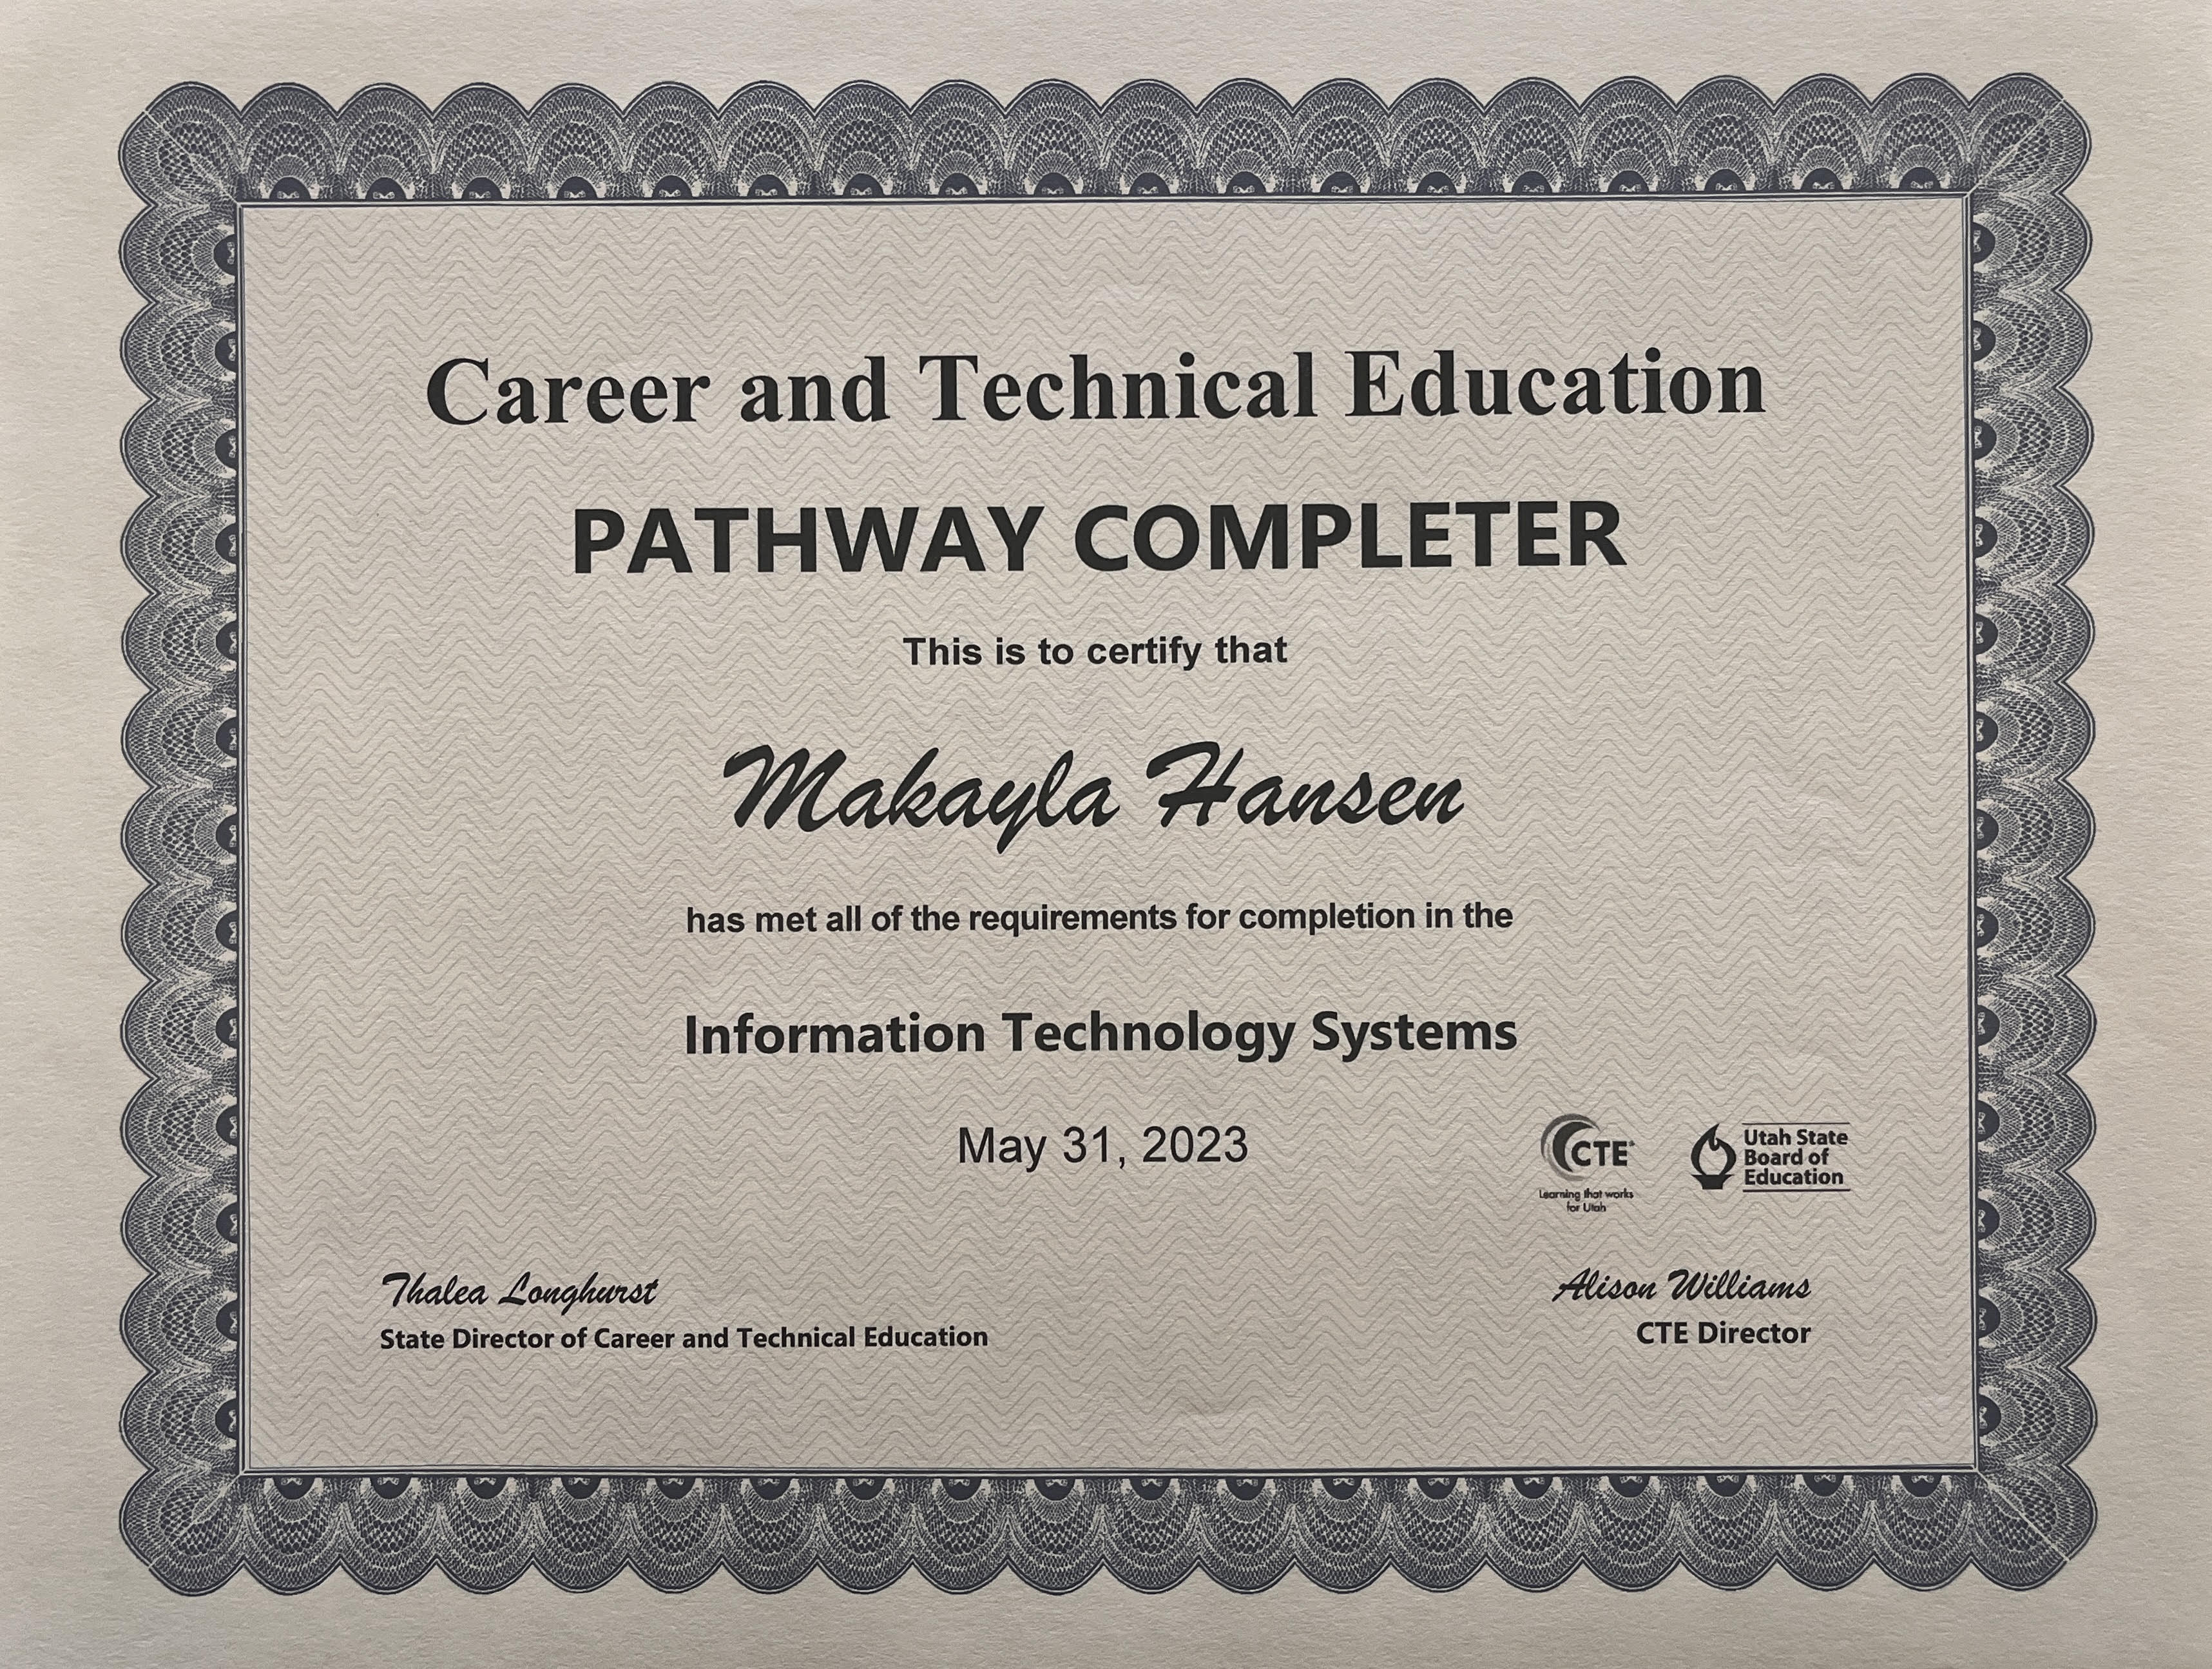 Career and Technical Education
PATHWAY COMPLETER
This is to certify that
Makayla Hansen
has met all of the requirements for completion in the
Information Technology Systems
May 31, 2023
CTE
Learning that works
for Utah
Utah State
Board of
Education
Thalea Longhurst
State Director of Career and Technical Education
Alison Williams
CTE Director